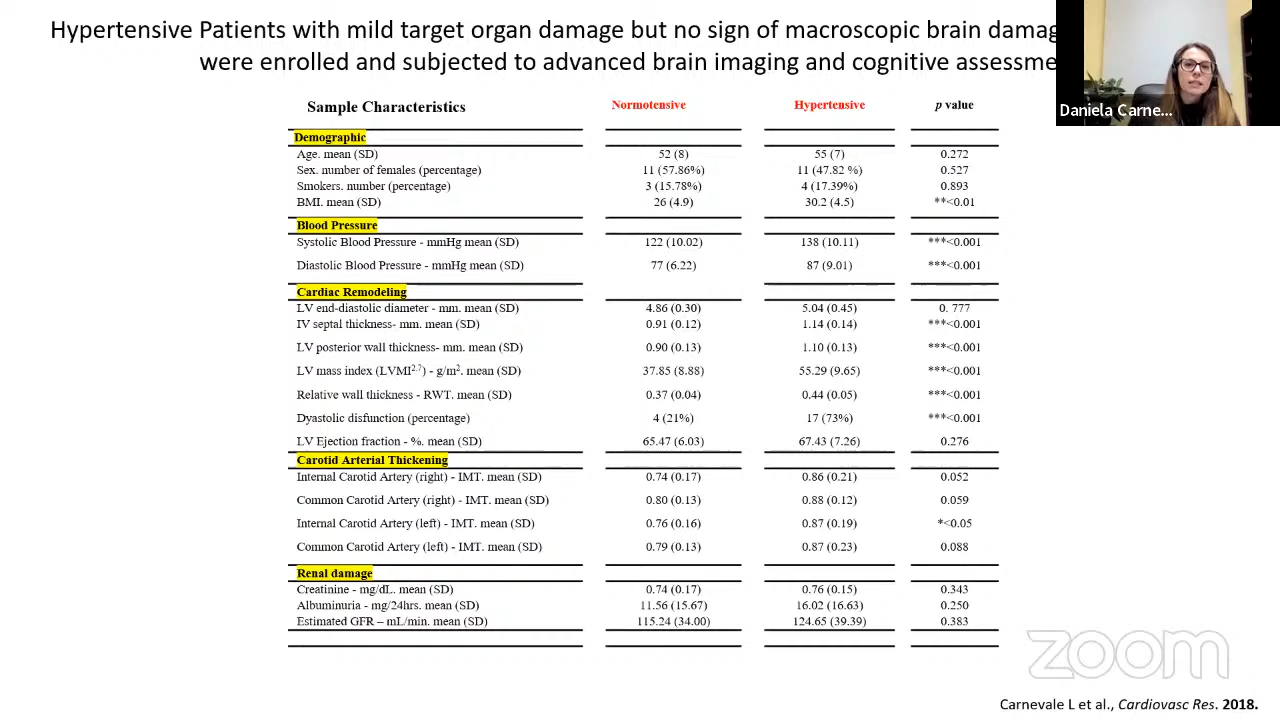 Hypertensive Patients with mild target organ damage but no sign of macroscopic brain damag
were enrolled and subjected to advanced brain imaging and cognitive assessme
Daniela Carne...
Sample Characteristics Normotensive Hypertensive p value
Demographic
Age. mean (SD) 52 (8) 55 (7) 0.272
Sex. number of females (percentage) 11 (57.86%) 11 (47.82 %) 0.527
Smokers. number (percentage) 3 (15.78%) 4 (17.39%) 0.893
BMI. mean (SD) 26 (4.9) 30.2 (4.5) **<0.01
Blood Pressure
Systolic Blood Pressure - mmHg mean (SD) 122 (10.02) 138 (10.11) ***<0.001
Diastolic Blood Pressure - mmHg mean (SD) 77 (6.22) 87 (9.01) ***<0.001
Cardiac Remodeling
LV end-diastolic diameter - mm. mean (SD) 4.86 (0.30) 5.04 (0.45) 0. 777
IV septal thickness- mm. mean (SD) 0.91 (0.12) 1.14 (0.14) ***<0.001
LV posterior wall thickness- mm. mean (SD) 0.90 (0.13) 1.10 (0.13) ***<0.001
LV mass index (LVMI2.7) - g/m2. mean (SD) 37.85 (8.88) 55.29 (9.65) ***<0.001
Relative wall thickness - RWT. mean (SD) 0.37 (0.04) 0.44 (0.05) ***<0.001
Dyastolic disfunction (percentage) 4 (21%) 17 (73%) ***<0.001
LV Ejection fraction - %. mean (SD) 65.47 (6.03) 67.43 (7.26) 0.276
Carotid Arterial Thickening
Internal Carotid Artery (right) - IMT. mean (SD) 0.74 (0.17) 0.86 (0.21) 0.052
Common Carotid Artery (right) - IMT. mean (SD) 0.80 (0.13) 0.88 (0.12) 0.059
Internal Carotid Artery (left) - IMT. mean (SD) 0.76 (0.16) 0.87 (0.19) *<0.05
Common Carotid Artery (left) - IMT. mean (SD) 0.79 (0.13) 0.87 (0.23) 0.088
Renal damage
Creatinine - mg/dL. mean (SD) 0.74 (0.17) 0.76 (0.15) 0.343
Albuminuria - mg/24hrs. mean (SD) 11.56 (15.67) 16.02 (16.63) 0.250
Estimated GFR – mL/min. mean (SD) 115.24 (34.00) 124.65 (39.39) 0.383
zoom
Carnevale L et al., Cardiovasc Res. 2018.